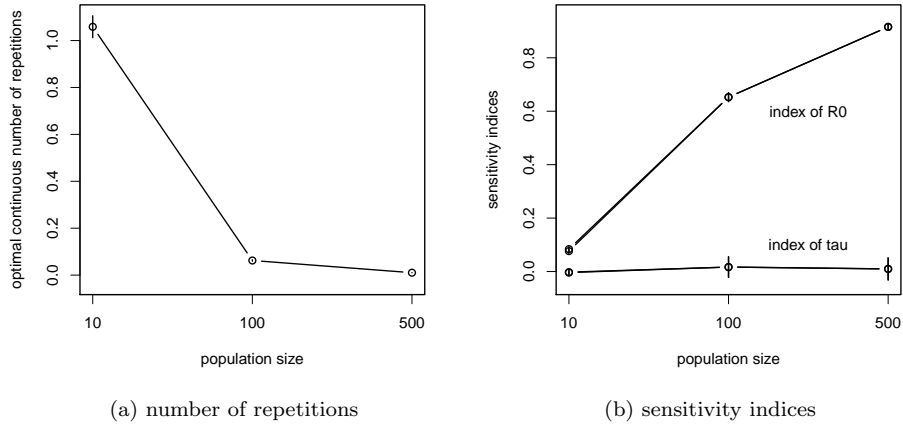 optimal continuous number of repetitions
1.0
0.8
0.6
0.4
0.2
0.0
10
100
500
population size
(a) number of repetitions
sensitivity indices
0.8
0.6
0.4
0.2
0.0
index of R0
index of tau
10
100
500
population size
(b) sensitivity indices